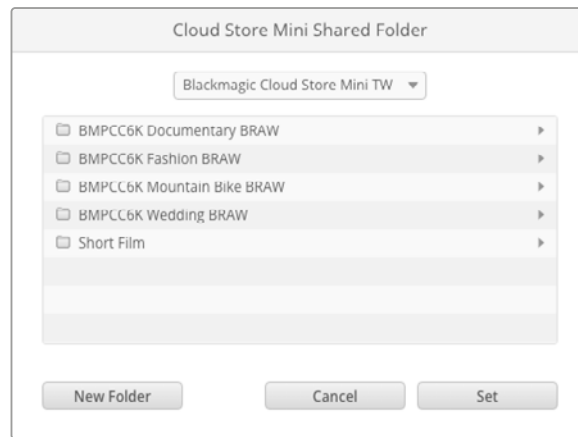 Cloud Store Mini Shared Folder
Blackmagic Cloud Store Mini TW
BMPCC6K Documentary BRAW
BMPCC6K Fashion BRAW
BMPCC6K Mountain Bike BRAW
BMPCC6K Wedding BRAW
Short Film
New Folder Cancel Set